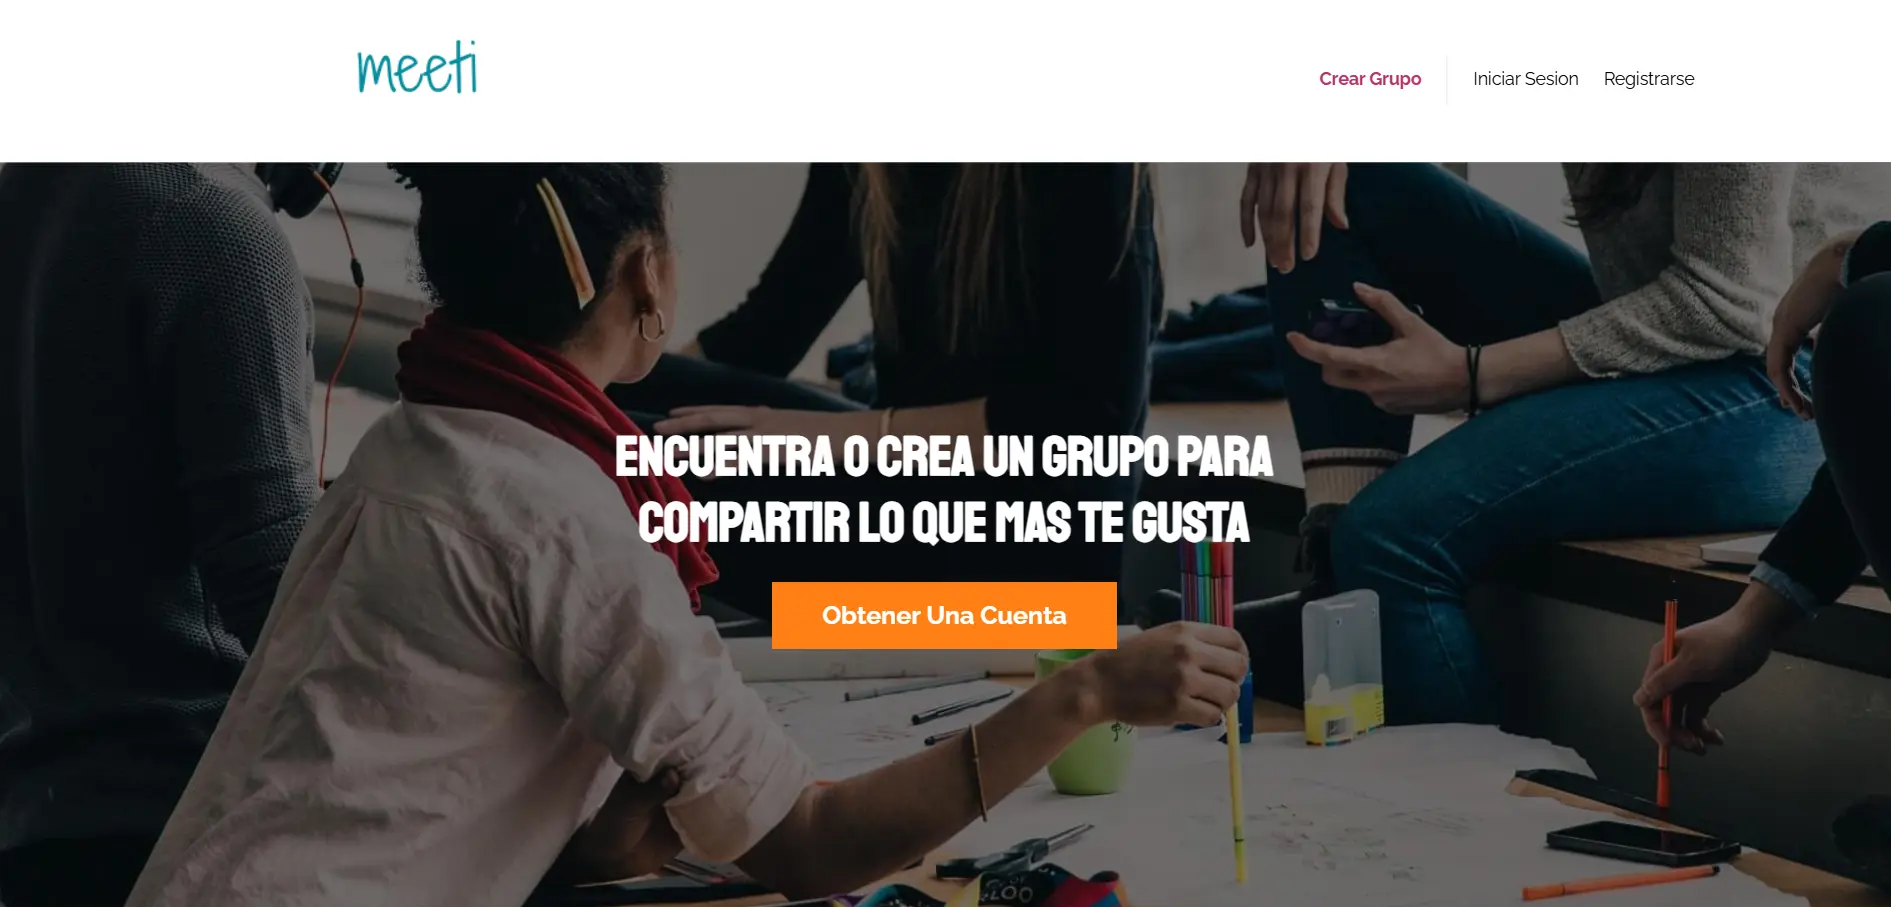 meeti
Crear Grupo
Iniciar Sesion
Registrarse
ENCUENTRA O CREA UN GRUPO PARA
COMPARTIR LO QUE MAS TE GUSTA
Obtener Una Cuenta